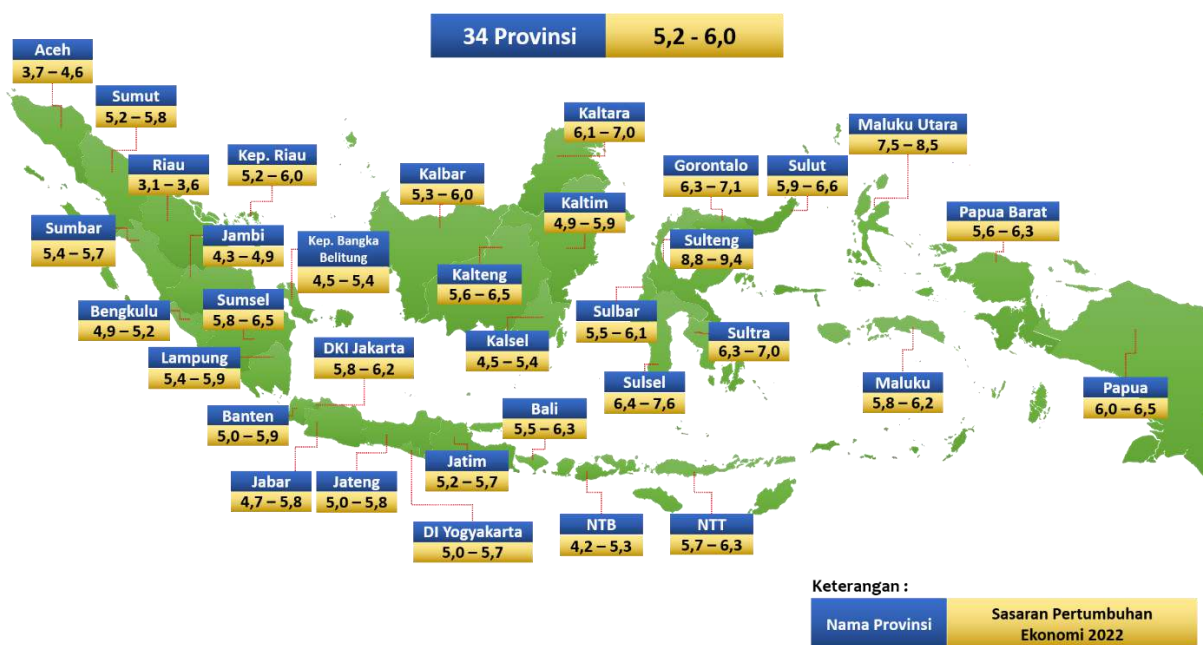 34 Provinsi 5,2 - 6,0
Aceh
3,7 – 4,6
Sumut
5,2 – 5,8
Riau
3,1 – 3,6
Kep. Riau
5,2 – 6,0
Sumbar
5,4 – 5,7
Jambi
4,3 – 4,9
Kep. Bangka
Belitung
4,5 – 5,4
Bengkulu
4,9 – 5,2
Sumsel
5,8 – 6,5
Lampung
5,4 – 5,9
DKI Jakarta
5,8 – 6,2
Banten
5,0 – 5,9
Jabar
4,7 – 5,8
Jateng
5,0 – 5,8
DI Yogyakarta
5,0 – 5,7
Jatim
5,2 – 5,7
Bali
5,5 – 6,3
NTB
4,2 – 5,3
NTT
5,7 – 6,3
Kalbar
5,3 – 6,0
Kalteng
5,6 – 6,5
Kalsel
4,5 – 5,4
Kaltara
6,1 – 7,0
Kaltim
4,9 – 5,9
Gorontalo
6,3 – 7,1
Sulut
5,9 – 6,6
Sulteng
8,8 – 9,4
Sulbar
5,5 – 6,1
Sultra
6,3 – 7,0
Sulsel
6,4 – 7,6
Maluku Utara
7,5 – 8,5
Maluku
5,8 – 6,2
Papua Barat
5,6 – 6,3
Papua
6,0 – 6,5
Keterangan :
Nama Provinsi
Sasaran Pertumbuhan
Ekonomi 2022